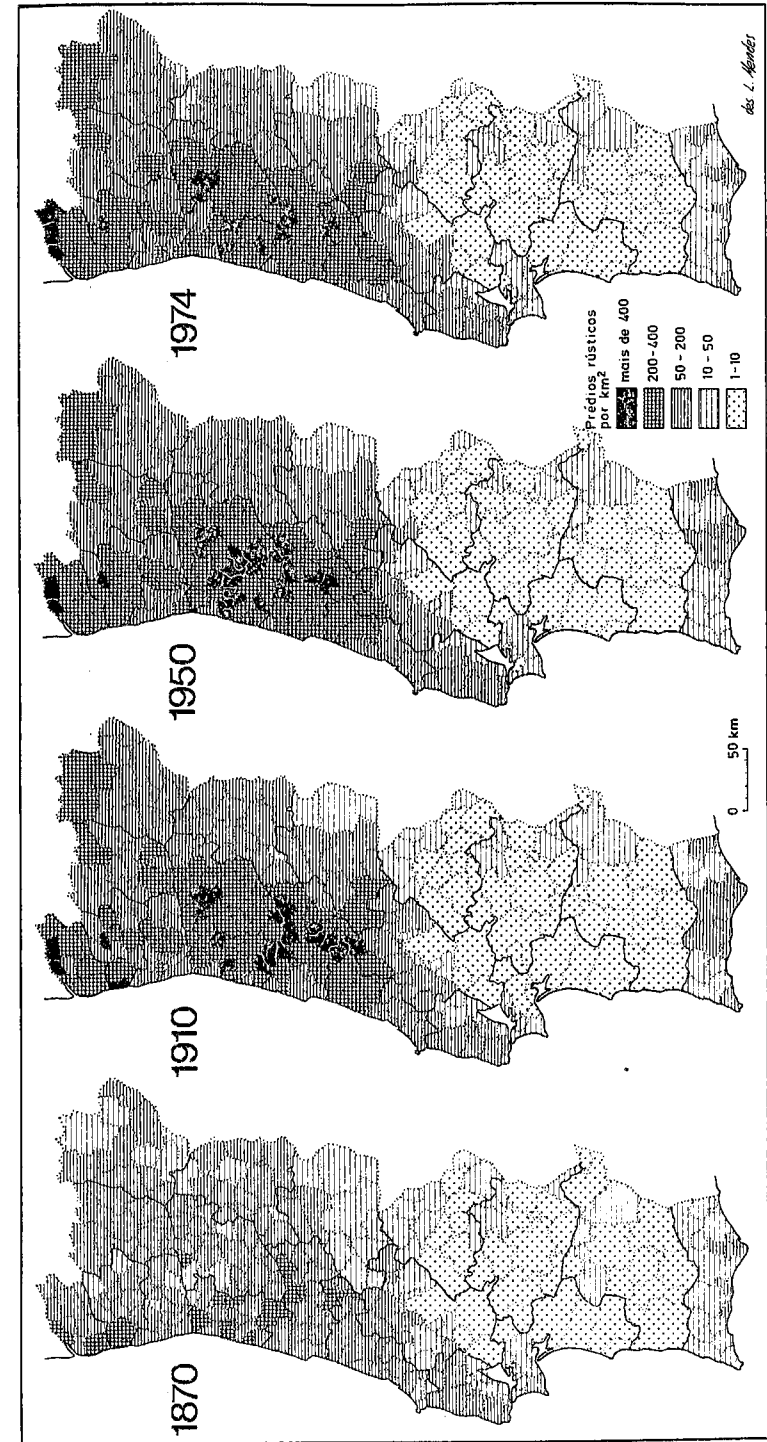 1870
1910
1950
1974
Prédios rústicos
por km²
mais de 400
200-400
50 - 200
10 - 50
1-10
0 50 km
des L. Mendes